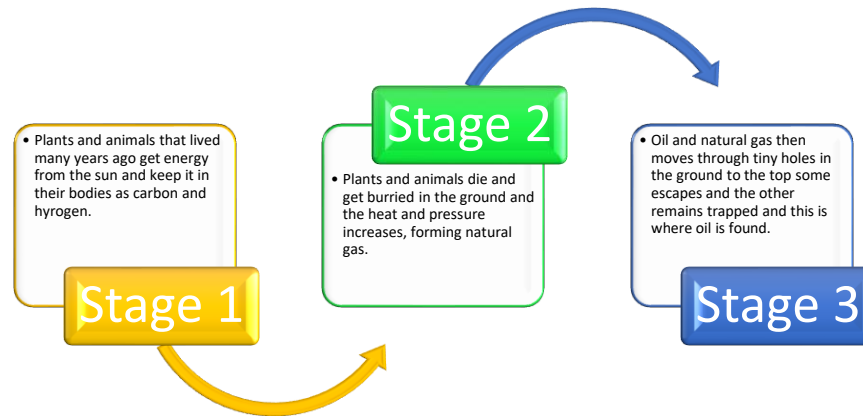 • Plants and animals that lived
many years ago get energy
from the sun and keep it in
their bodies as carbon and
hyrogen.
Stage 1
Stage 2
• Plants and animals die and
get burried in the ground and
the heat and pressure
increases, forming natural
gas.
• Oil and natural gas then
moves through tiny holes in
the ground to the top some
escapes and the other
remains trapped and this is
where oil is found.
Stage 3